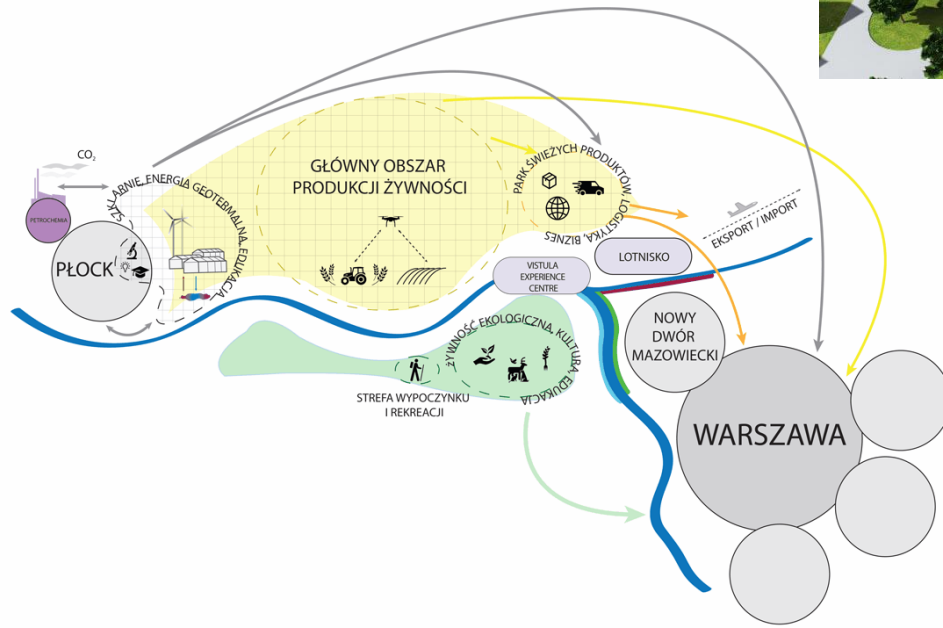 CO₂
PETROCHEMIA
PŁOCK
SZKLARNIE, ENERGIA GEOTERMALNA, EDUKACJA
GŁÓWNY OBSZAR
PRODUKCJI ŻYWNOŚCI
PARK ŚWIEŻYCH PRODUKTÓW, LOGISTYKA, BIZNES
EKSPORT / IMPORT
LOTNISKO
VISTULA
EXPERIENCE
CENTRE
NOWY
DWÓR
MAZOWIECKI
ŻYWNOŚĆ EKOLOGICZNA, KULTURA, EDUKACJA
STREFA WYPOCZYNKU
I REKREACJI
WARSZAWA